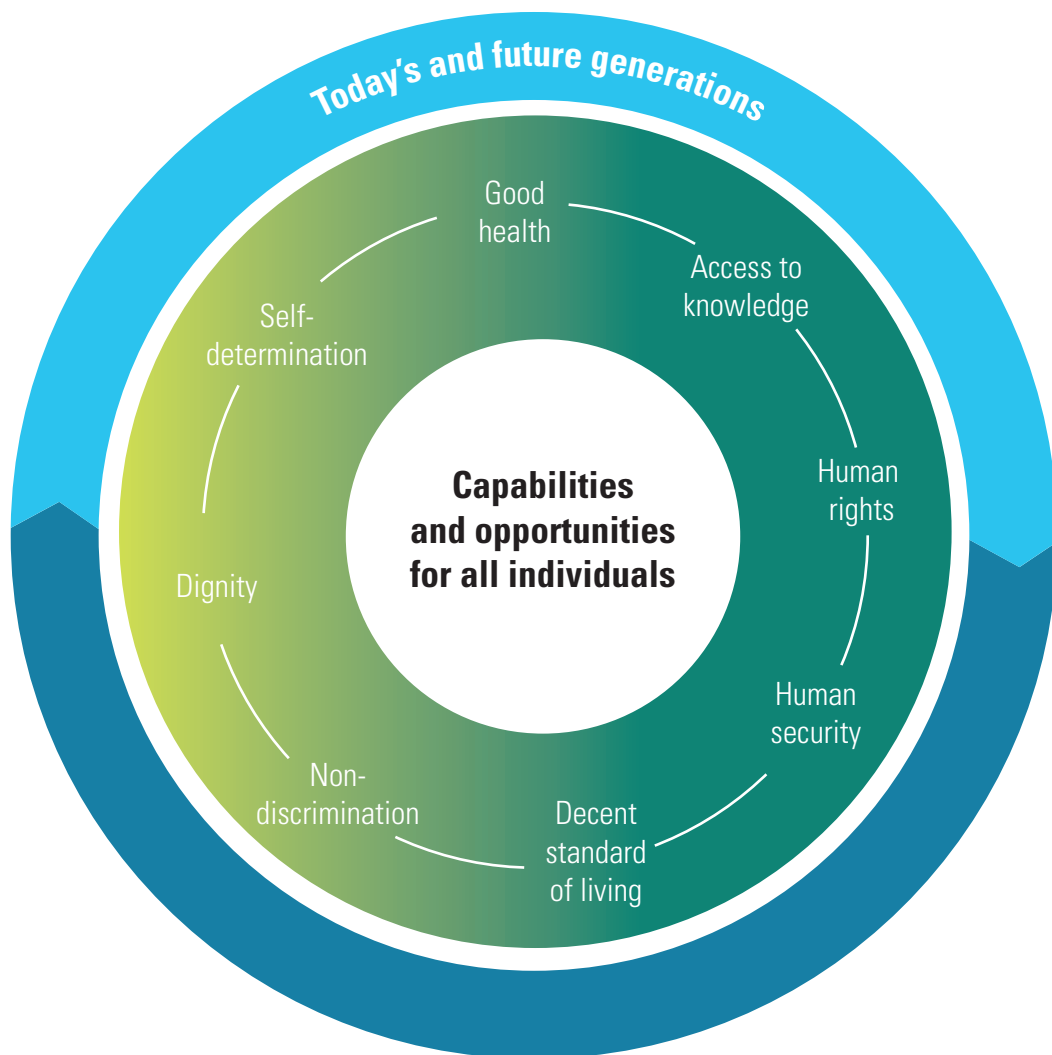 Today's and future generations
Good
health
Access to
knowledge
Human
rights
Human
security
Decent
standard
of living
Non-
discrimination
Dignity
Self-
determination
Capabilities
and opportunities
for all individuals